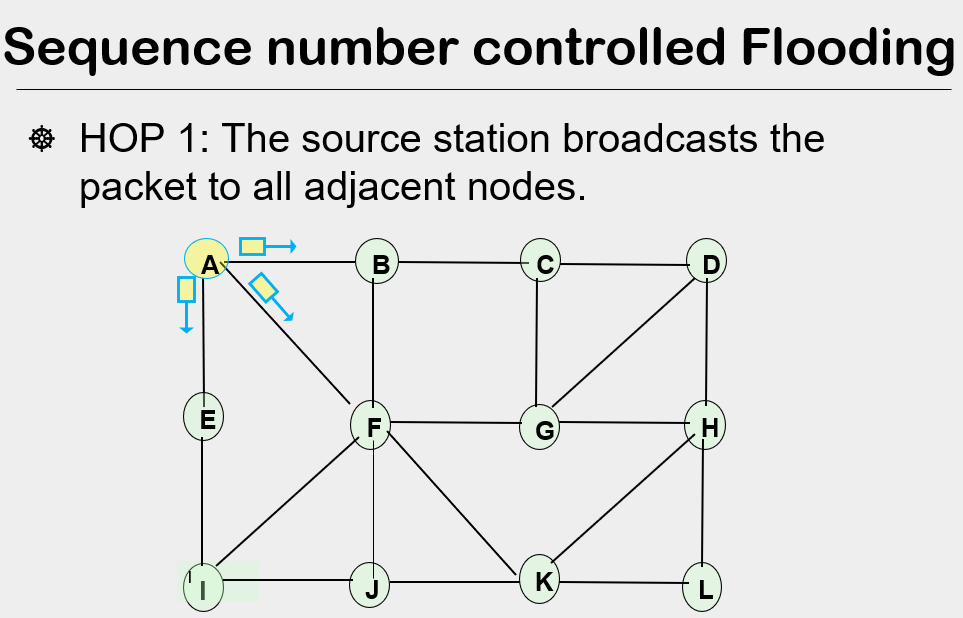 Sequence number controlled Flooding
HOP 1: The source station broadcasts the
packet to all adjacent nodes.
A
B
C
D
E
F
G
H
I
J
K
L